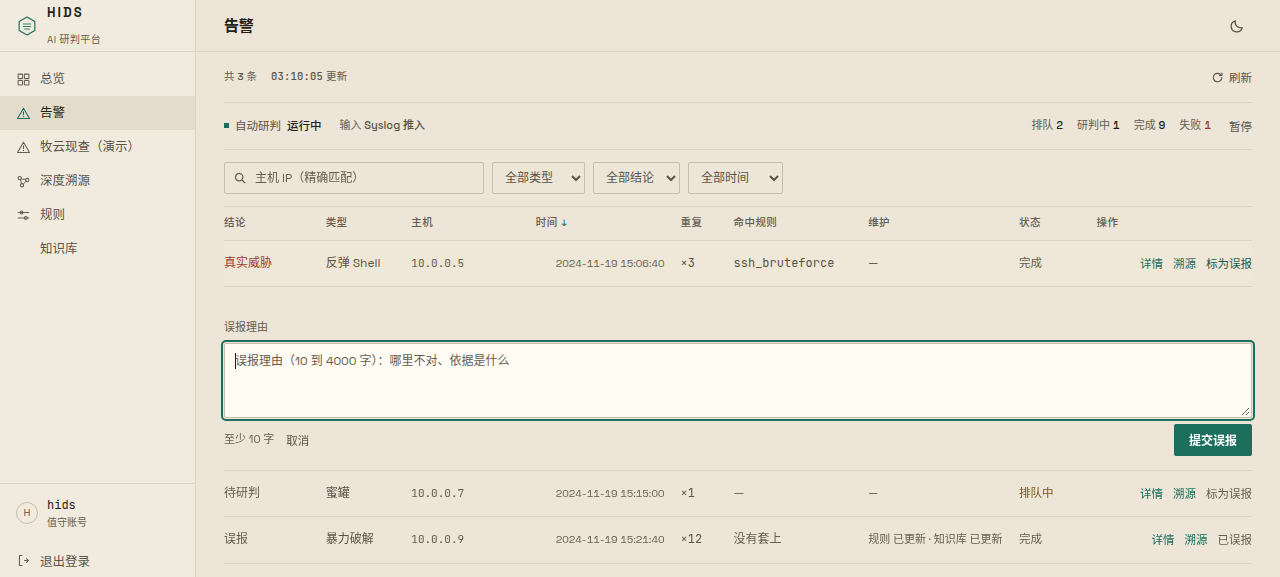 HIDS
AI 研判平台
总览
告警
牧云现查（演示）
深度溯源
规则
知识库
H
hids
值守账号
退出登录
告警
共 3 条 03:10:05 更新
刷新
自动研判 运行中 输入 Syslog 推入
排队 2 研判中 1 完成 9 失败 1 暂停
主机 IP（精确匹配） 全部类型 全部结论 全部时间
结论 类型 主机 时间 ↓ 重复 命中规则 维护 状态 操作
真实威胁 反弹 Shell 10.0.0.5 2024-11-19 15:06:40 ×3 ssh_bruteforce — 完成 详情 溯源 标为误报
误报理由
误报理由（10 到 4000 字）：哪里不对、依据是什么
至少 10 字 取消
提交误报
待研判 蜜罐 10.0.0.7 2024-11-19 15:15:00 ×1 — — 排队中 详情 溯源 标为误报
误报 暴力破解 10.0.0.9 2024-11-19 15:21:40 ×12 没有套上 规则 已更新 · 知识库 已更新 完成 详情 溯源 已误报